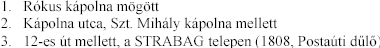 1. Rókus kápolna mögött
2. Kápolna utca, Szt. Mihály kápolna mellett
3. 12-es út mellett, a STRABAG telepen (1808, Postaúti dűlő)